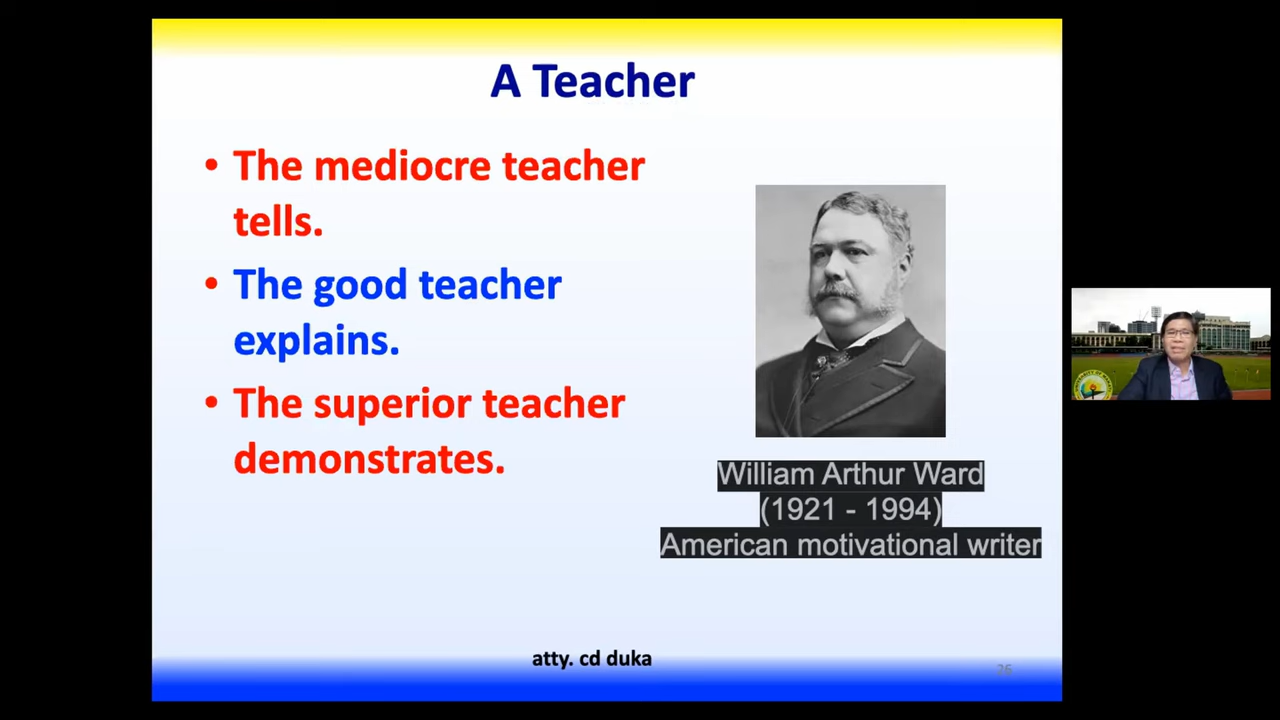 A Teacher
• The mediocre teacher
tells.
• The good teacher
explains.
• The superior teacher
demonstrates.
William Arthur Ward
(1921 - 1994)
American motivational writer
atty. cd duka
26